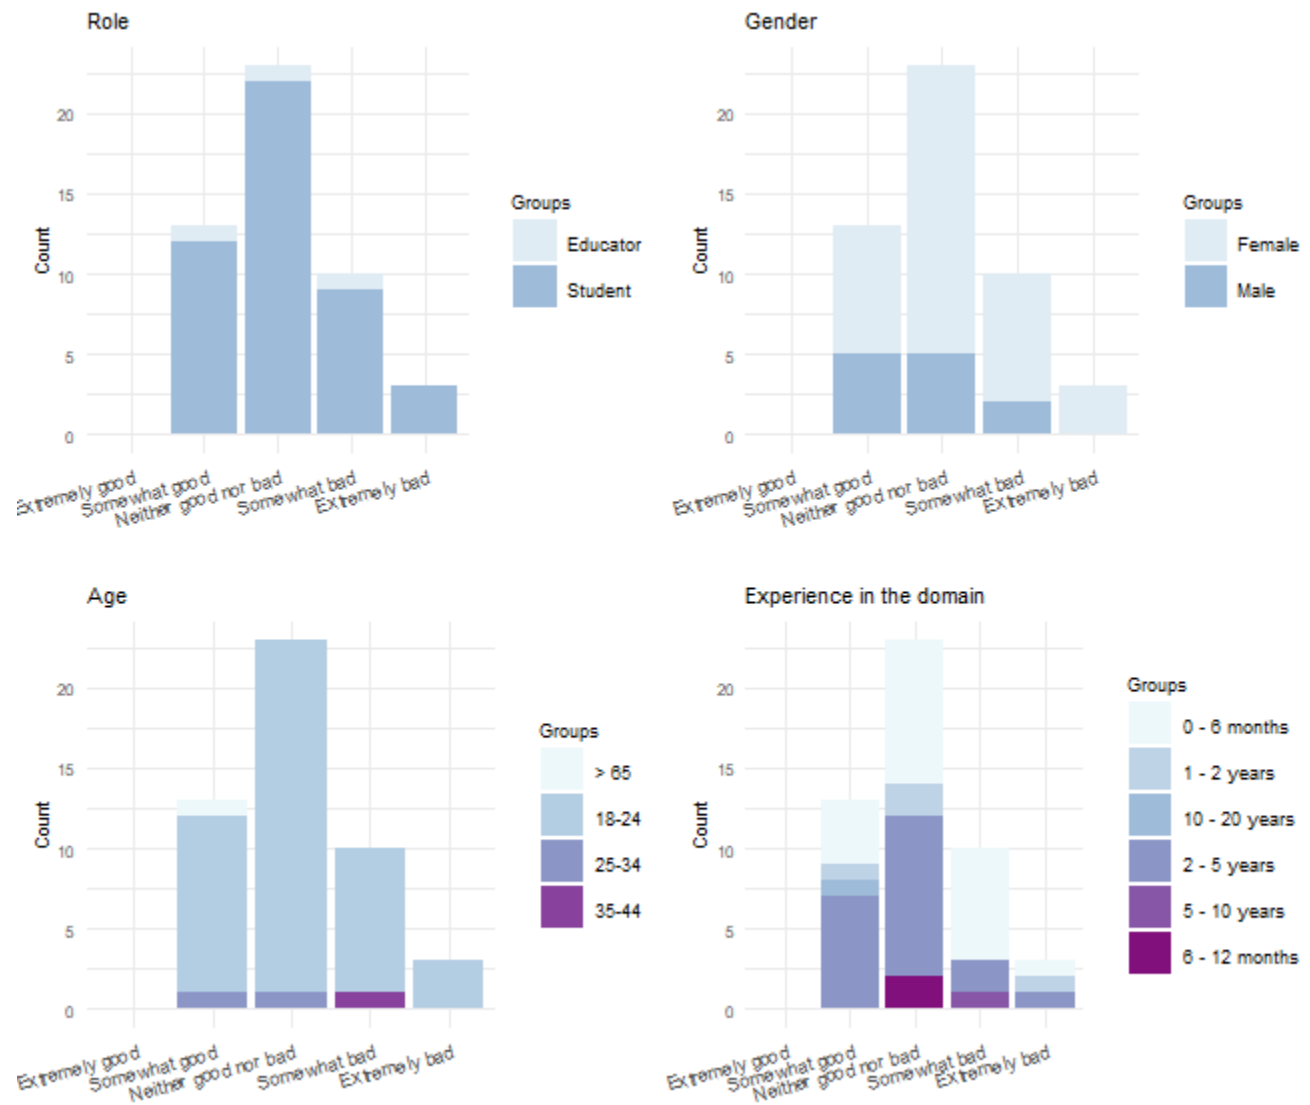 Role
Count
20
15
10
5
0
Extremely good
Somewhat good
Neither good nor bad
Somewhat bad
Extremely bad
Groups
Educator
Student
Gender
Count
20
15
10
5
0
Extremely good
Somewhat good
Neither good nor bad
Somewhat bad
Extremely bad
Groups
Female
Male
Age
Count
20
15
10
5
0
Extremely good
Somewhat good
Neither good nor bad
Somewhat bad
Extremely bad
Groups
> 65
18-24
25-34
35-44
Experience in the domain
Count
20
15
10
5
0
Extremely good
Somewhat good
Neither good nor bad
Somewhat bad
Extremely bad
Groups
0 - 6 months
1 - 2 years
10 - 20 years
2 - 5 years
5 - 10 years
6 - 12 months